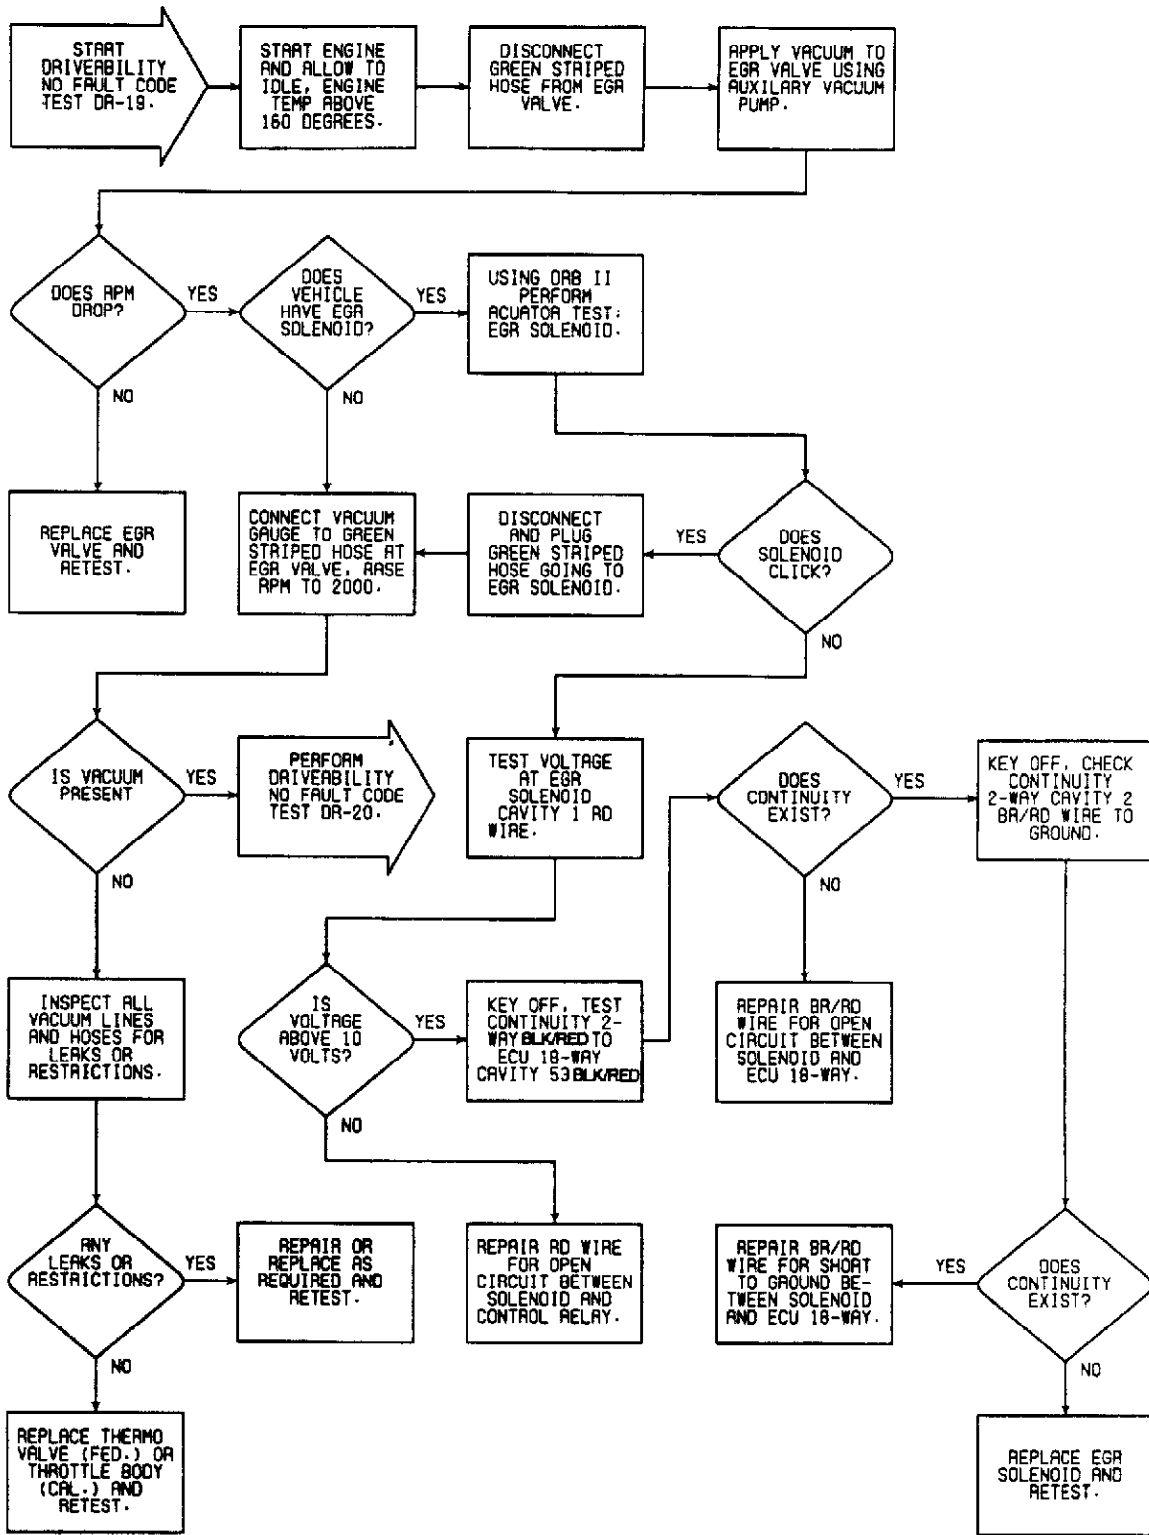 START
DRIVERABILITY
NO FAULT CODE
TEST DR-19.
START ENGINE
AND ALLOW TO
IDLE, ENGINE
TEMP ABOVE
160 DEGREES.
DISCONNECT
GREEN STRIPED
HOSE FROM EGR
VALVE.
APPLY VACUUM TO
EGR VALVE USING
AUXILARY VACUUM
PUMP.
DOES RPM
DROP?
YES
NO
DOES
VEHICLE
HAVE EGR
SOLENOID?
YES
NO
USING DRB II
PERFORM
ACUATOR TEST:
EGR SOLENOID.
REPLACE EGR
VALVE AND
RETEST.
CONNECT VACUUM
GAUGE TO GREEN
STRIPED HOSE AT
EGR VALVE, RASE
RPM TO 2000.
DISCONNECT
AND PLUG
GREEN STRIPED
HOSE GOING TO
EGR SOLENOID.
YES
DOES
SOLENOID
CLICK?
NO
IS VACUUM
PRESENT
YES
NO
PERFORM
DRIVEABILITY
NO FAULT CODE
TEST DR-20.
TEST VOLTAGE
AT EGR
SOLENOID
CAVITY 1 RD
WIRE.
DOES
CONTINUITY
EXIST?
YES
NO
KEY OFF, CHECK
CONTINUITY
2-WAY CAVITY 2
BR/RD WIRE TO
GROUND.
INSPECT ALL
VACUUM LINES
AND HOSES FOR
LEAKS OR
RESTRICTIONS.
IS
VOLTAGE
ABOVE 10
VOLTS?
YES
NO
KEY OFF, TEST
CONTINUITY 2-
WAY BLK/RED TO
ECU 18-WAY
CAVITY 53 BLK/RED
REPAIR BR/RD
WIRE FOR OPEN
CIRCUIT BETWEEN
SOLENOID AND
ECU 18-WAY.
ANY
LEAKS OR
RESTRICTIONS?
YES
NO
REPAIR OR
REPLACE AS
REQUIRED AND
RETEST.
REPAIR RD WIRE
FOR OPEN
CIRCUIT BETWEEN
SOLENOID AND
CONTROL RELAY.
REPAIR BR/RD
WIRE FOR SHORT
TO GROUND BE-
TWEEN SOLENOID
AND ECU 18-WAY.
YES
DOES
CONTINUITY
EXIST?
NO
REPLACE THERMO
VALVE (FED.) OR
THROTTLE BODY
(CAL.) AND
RETEST.
REPLACE EGR
SOLENOID AND
RETEST.